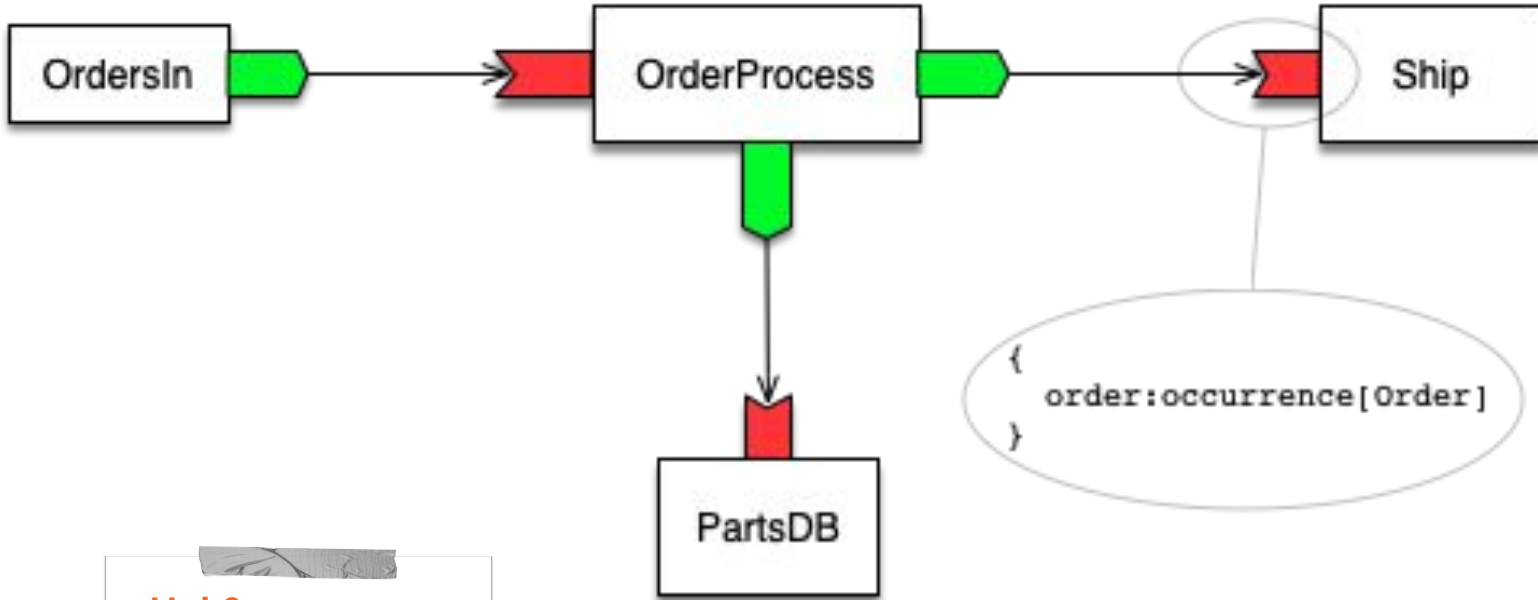 OrdersIn
OrderProcess
Ship
{
order:occurrence[Order]
}
PartsDB